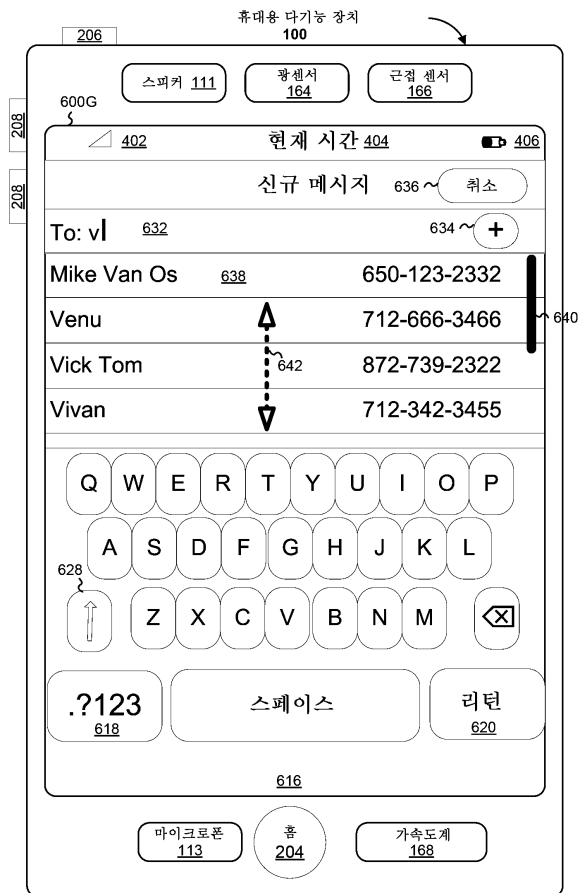 휴대용 다기능 장치
100
206
스피커 111
광센서
164
근접 센서
166
600G
208
208
402
현재 시간 404
406
신규 메시지
636
취소
To: v
632
634
+
Mike Van Os
638
650-123-2332
640
Venu
712-666-3466
642
Vick Tom
872-739-2322
Vivan
712-342-3455
Q W E R T Y U I O P
A S D F G H J K L
628
Z X C V B N M
.?123
618
스페이스
리턴
620
616
마이크로폰
113
홈
204
가속도계
168